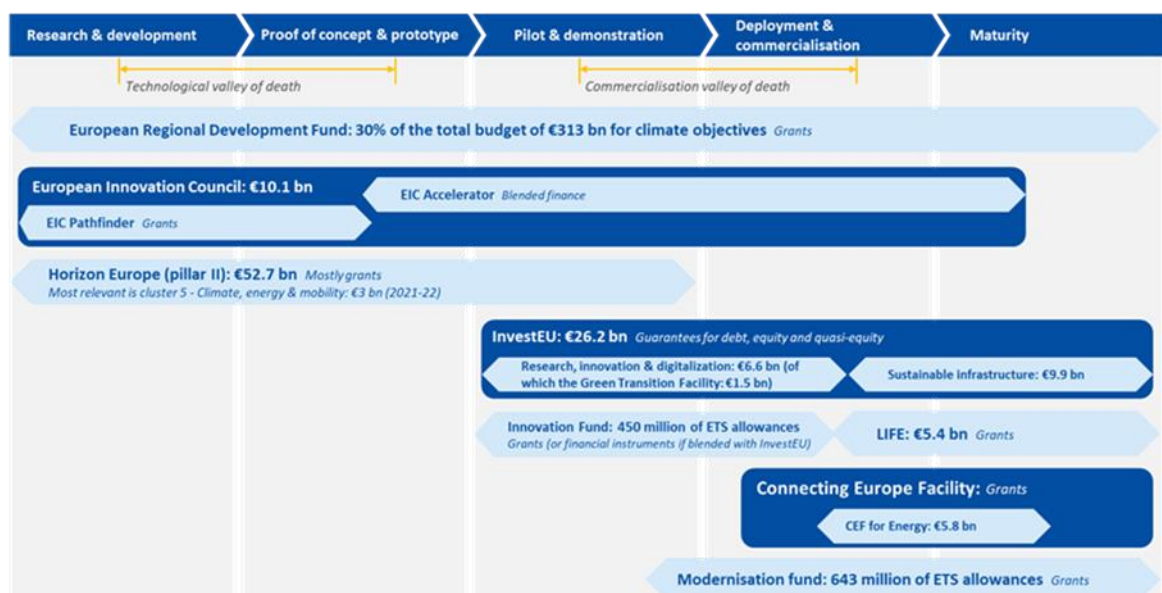 Research & development
Proof of concept & prototype
Pilot & demonstration
Deployment &
commercialisation
Maturity
Technological valley of death
Commercialisation valley of death
European Regional Development Fund: 30% of the total budget of €313 bn for climate objectives Grants
European Innovation Council: €10.1 bn
EIC Accelerator Blended finance
EIC Pathfinder Grants
Horizon Europe (pillar II): €52.7 bn Mostly grants
Most relevant is cluster 5 - Climate, energy & mobility: €3 bn (2021-22)
InvestEU: €26.2 bn Guarantees for debt, equity and quasi-equity
Research, innovation & digitalization: €6.6 bn (of
which the Green Transition Facility: €1.5 bn)
Sustainable infrastructure: €9.9 bn
Innovation Fund: 450 million of ETS allowances
Grants (or financial instruments if blended with InvestEU)
LIFE: €5.4 bn Grants
Connecting Europe Facility: Grants
CEF for Energy: €5.8 bn
Modernisation fund: 643 million of ETS allowances Grants